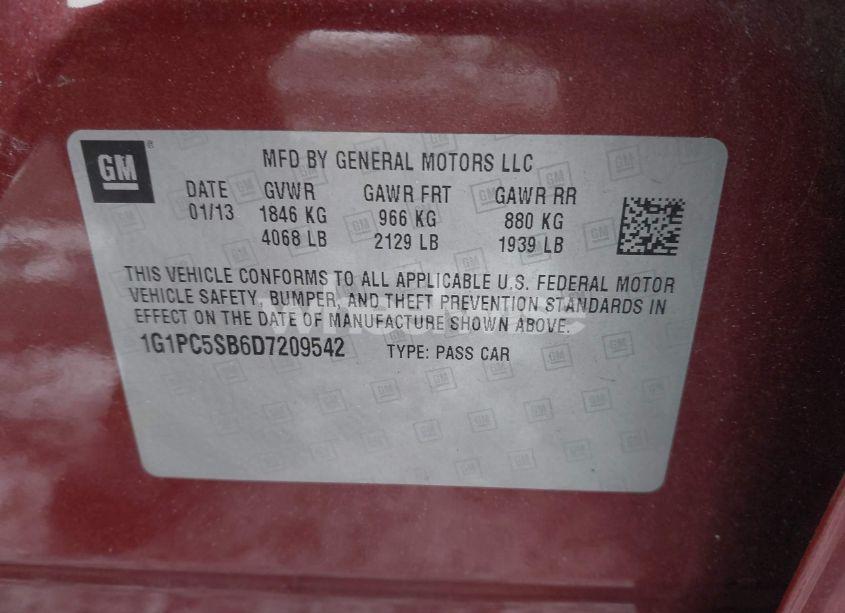 GM
MFD BY GENERAL MOTORS LLC
DATE GVWR GAWR FRT GAWR RR
01/13 1846 KG 966 KG 880 KG
4068 LB 2129 LB 1939 LB
THIS VEHICLE CONFORMS TO ALL APPLICABLE U.S. FEDERAL MOTOR
VEHICLE SAFETY, BUMPER, AND THEFT PREVENTION STANDARDS IN
EFFECT ON THE DATE OF MANUFACTURE SHOWN ABOVE.
1G1PC5SB6D7209542 TYPE: PASS CAR